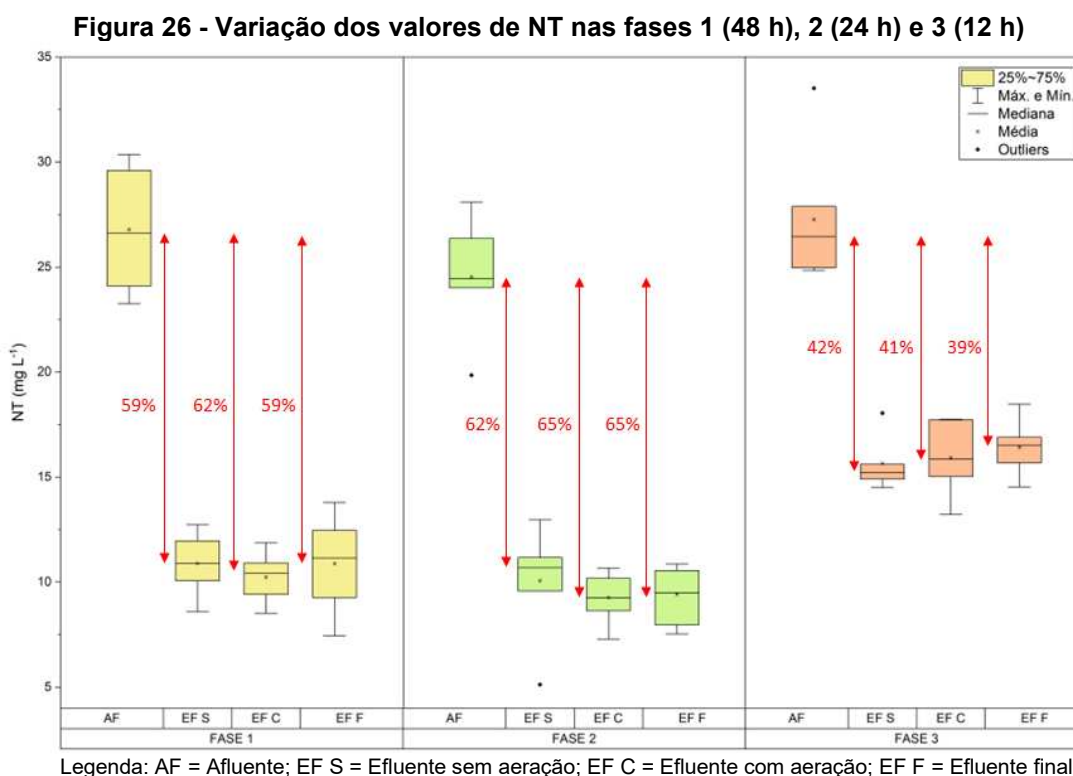 Figura 26 - Variação dos valores de NT nas fases 1 (48 h), 2 (24 h) e 3 (12 h)
35
30
25
20
15
10
5
NT (mg L⁻¹)
25%~75%
Máx. e Mín.
Mediana
Média
Outliers
59% 62% 59%
62% 65% 65%
42% 41% 39%
AF EF S EF C EF F AF EF S EF C EF F AF EF S EF C EF F
FASE 1 FASE 2 FASE 3
Legenda: AF = Afluente; EF S = Efluente sem aeração; EF C = Efluente com aeração; EF F = Efluente final